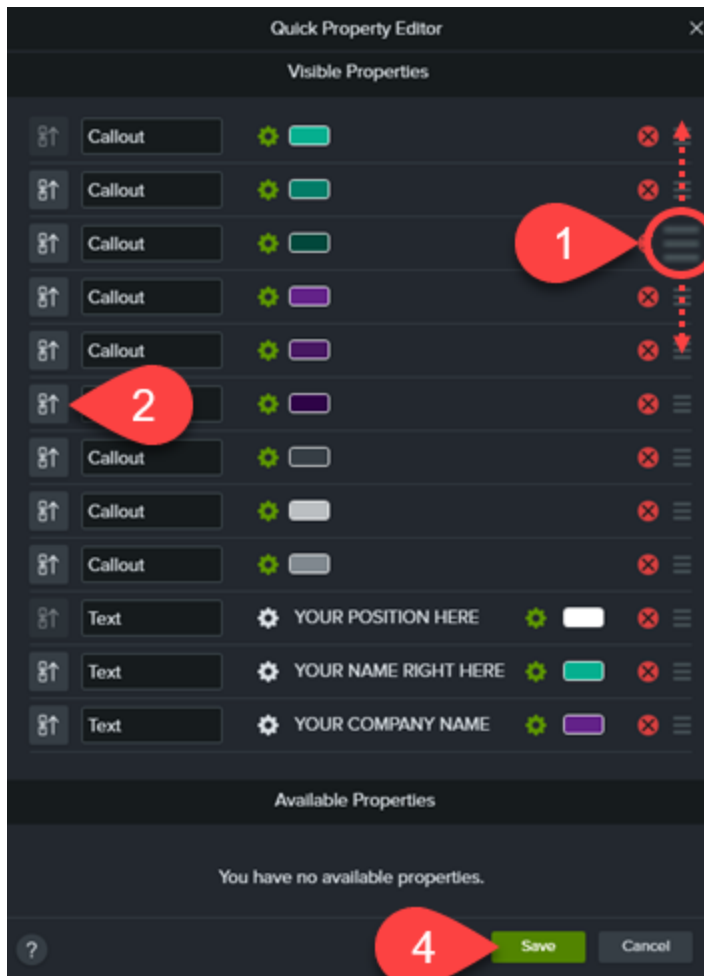 Quick Property Editor
Visible Properties
Callout
Callout
Callout
1
Callout
Callout
2
Callout
Callout
Callout
Text YOUR POSITION HERE
Text YOUR NAME RIGHT HERE
Text YOUR COMPANY NAME
Available Properties
You have no available properties.
? 4 Save Cancel